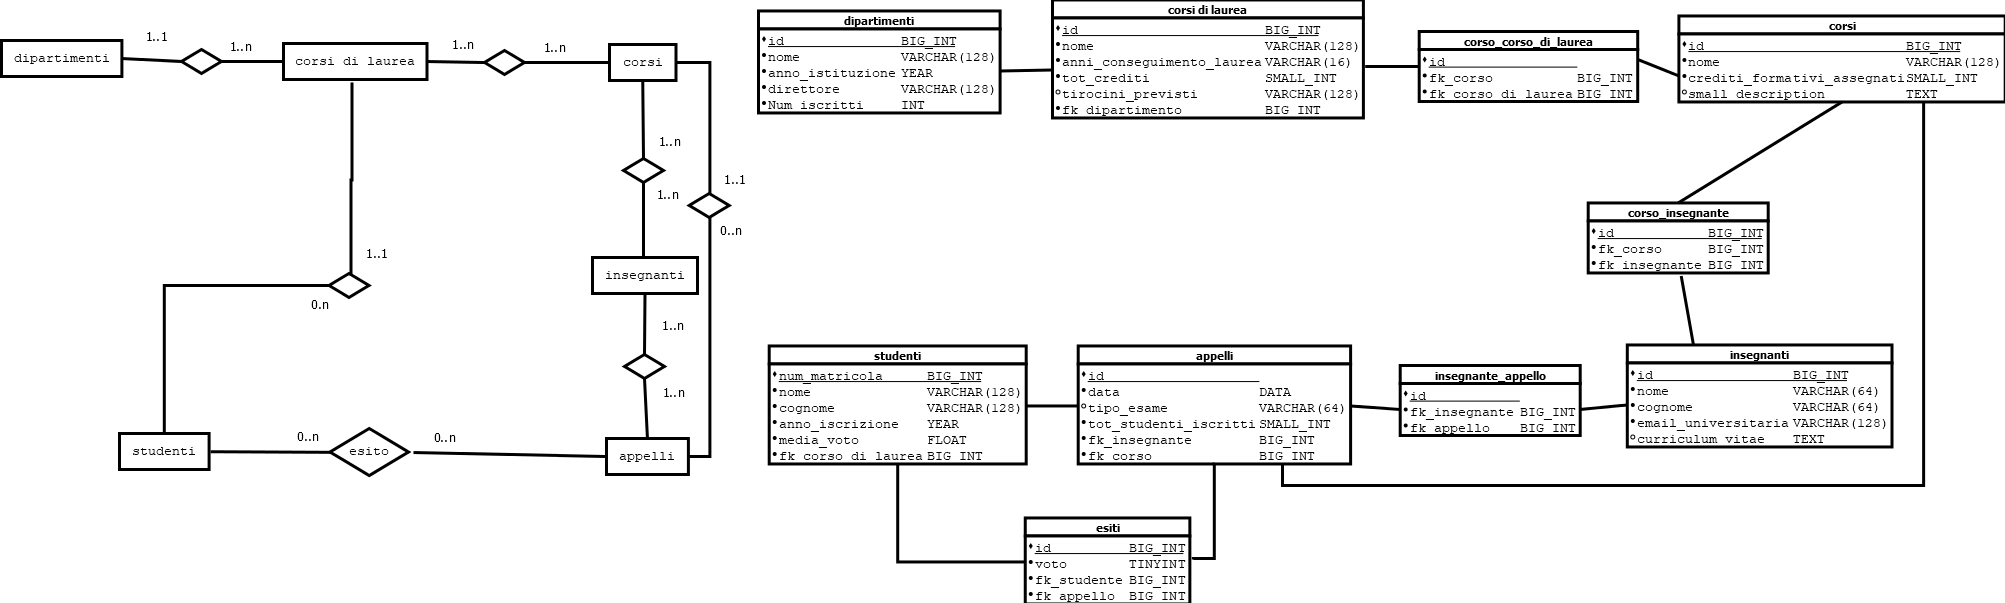 dipartimenti
1..1
1..n
corsi di laurea
1..n
1..n
corsi
1..n
1..n
1..1
0..n
insegnanti
1..n
1..n
1..1
0.n
studenti
0..n
esito
0..n
appelli
dipartimenti
id BIG_INT
nome VARCHAR(128)
anno_istituzione YEAR
direttore VARCHAR(128)
Num_iscritti INT
corsi di laurea
id BIG_INT
nome VARCHAR(128)
anni_conseguimento_laurea VARCHAR(16)
tot_crediti SMALL_INT
tirocini_previsti VARCHAR(128)
fk_dipartimento BIG_INT
corso_corso_di_laurea
id
fk_corso BIG_INT
fk_corso_di_laurea BIG_INT
corsi
id BIG_INT
nome VARCHAR(128)
crediti_formativi_assegnati SMALL_INT
small_description TEXT
corso_insegnante
id BIG_INT
fk_corso BIG_INT
fk_insegnante BIG_INT
studenti
num_matricola BIG_INT
nome VARCHAR(128)
cognome VARCHAR(128)
anno_iscrizione YEAR
media_voto FLOAT
fk_corso_di_laurea BIG_INT
appelli
id
data DATA
tipo_esame VARCHAR(64)
tot_studenti_iscritti SMALL_INT
fk_insegnante BIG_INT
fk_corso BIG_INT
insegnante_appello
id
fk_insegnante BIG_INT
fk_appello BIG_INT
insegnanti
id BIG_INT
nome VARCHAR(64)
cognome VARCHAR(64)
email_universitaria VARCHAR(128)
curriculum_vitae TEXT
esiti
id BIG_INT
voto TINYINT
fk_studente BIG_INT
fk_appello BIG_INT